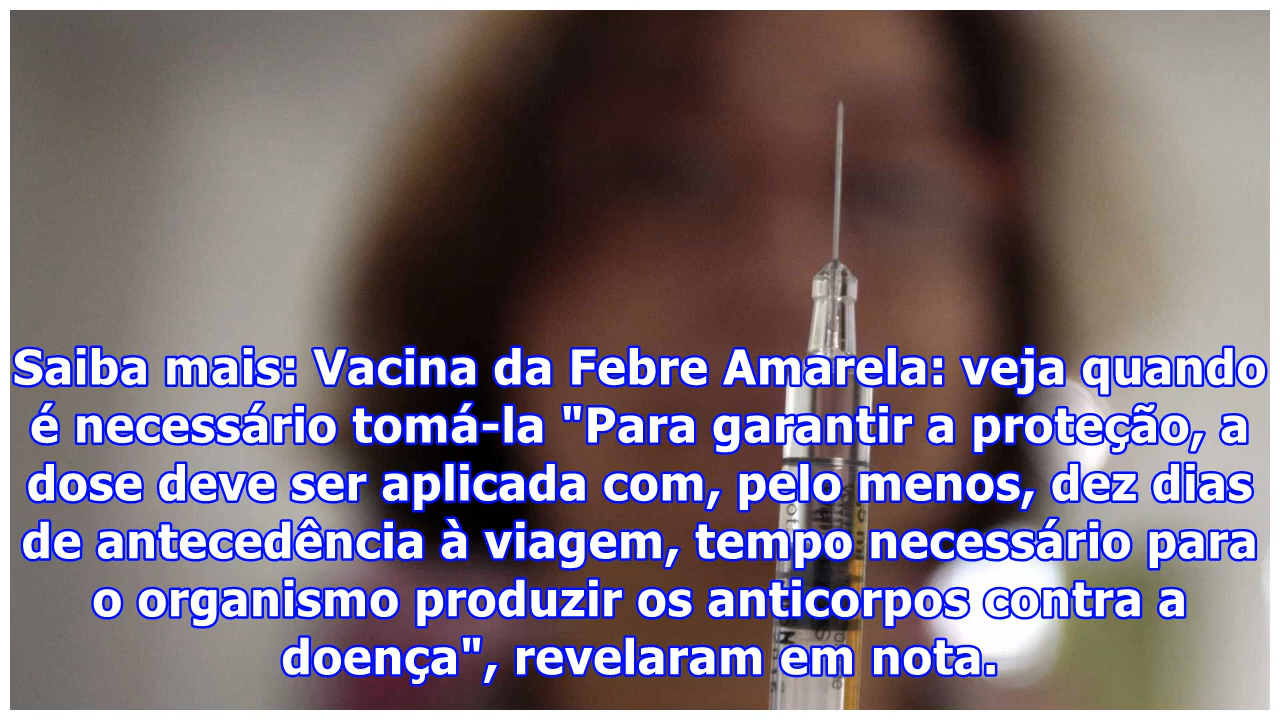 Saiba mais: Vacina da Febre Amarela: veja quando
é necessário tomá-la "Para garantir a proteção, a
dose deve ser aplicada com, pelo menos, dez dias
de antecedência à viagem, tempo necessário para
o organismo produzir os anticorpos contra a
doença", revelaram em nota.